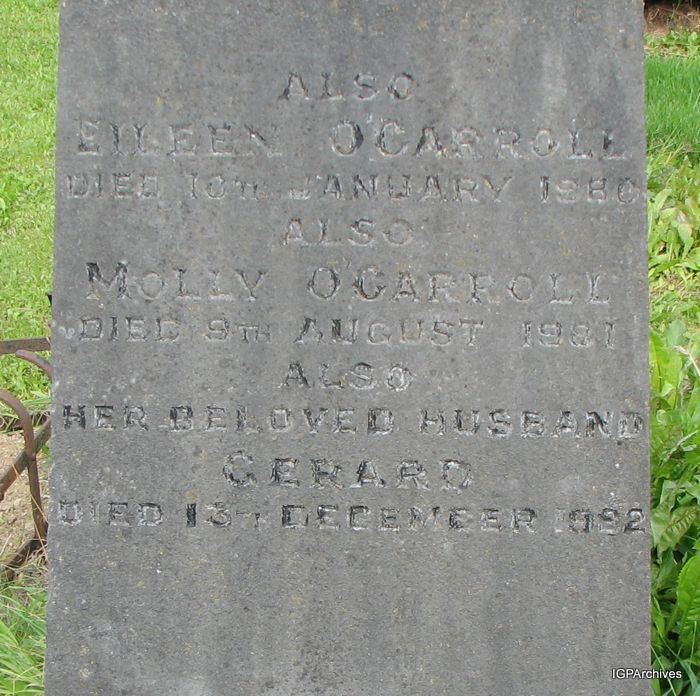 ALSO
EILEEN O'CARROLL
DIED 10TH JANUARY 1980
ALSO
MOLLY O'CARROLL
DIED 9TH AUGUST 1981
ALSO
HER BELOVED HUSBAND
GERARD
DIED 13TH DECEMBER 1992
IGPArchives